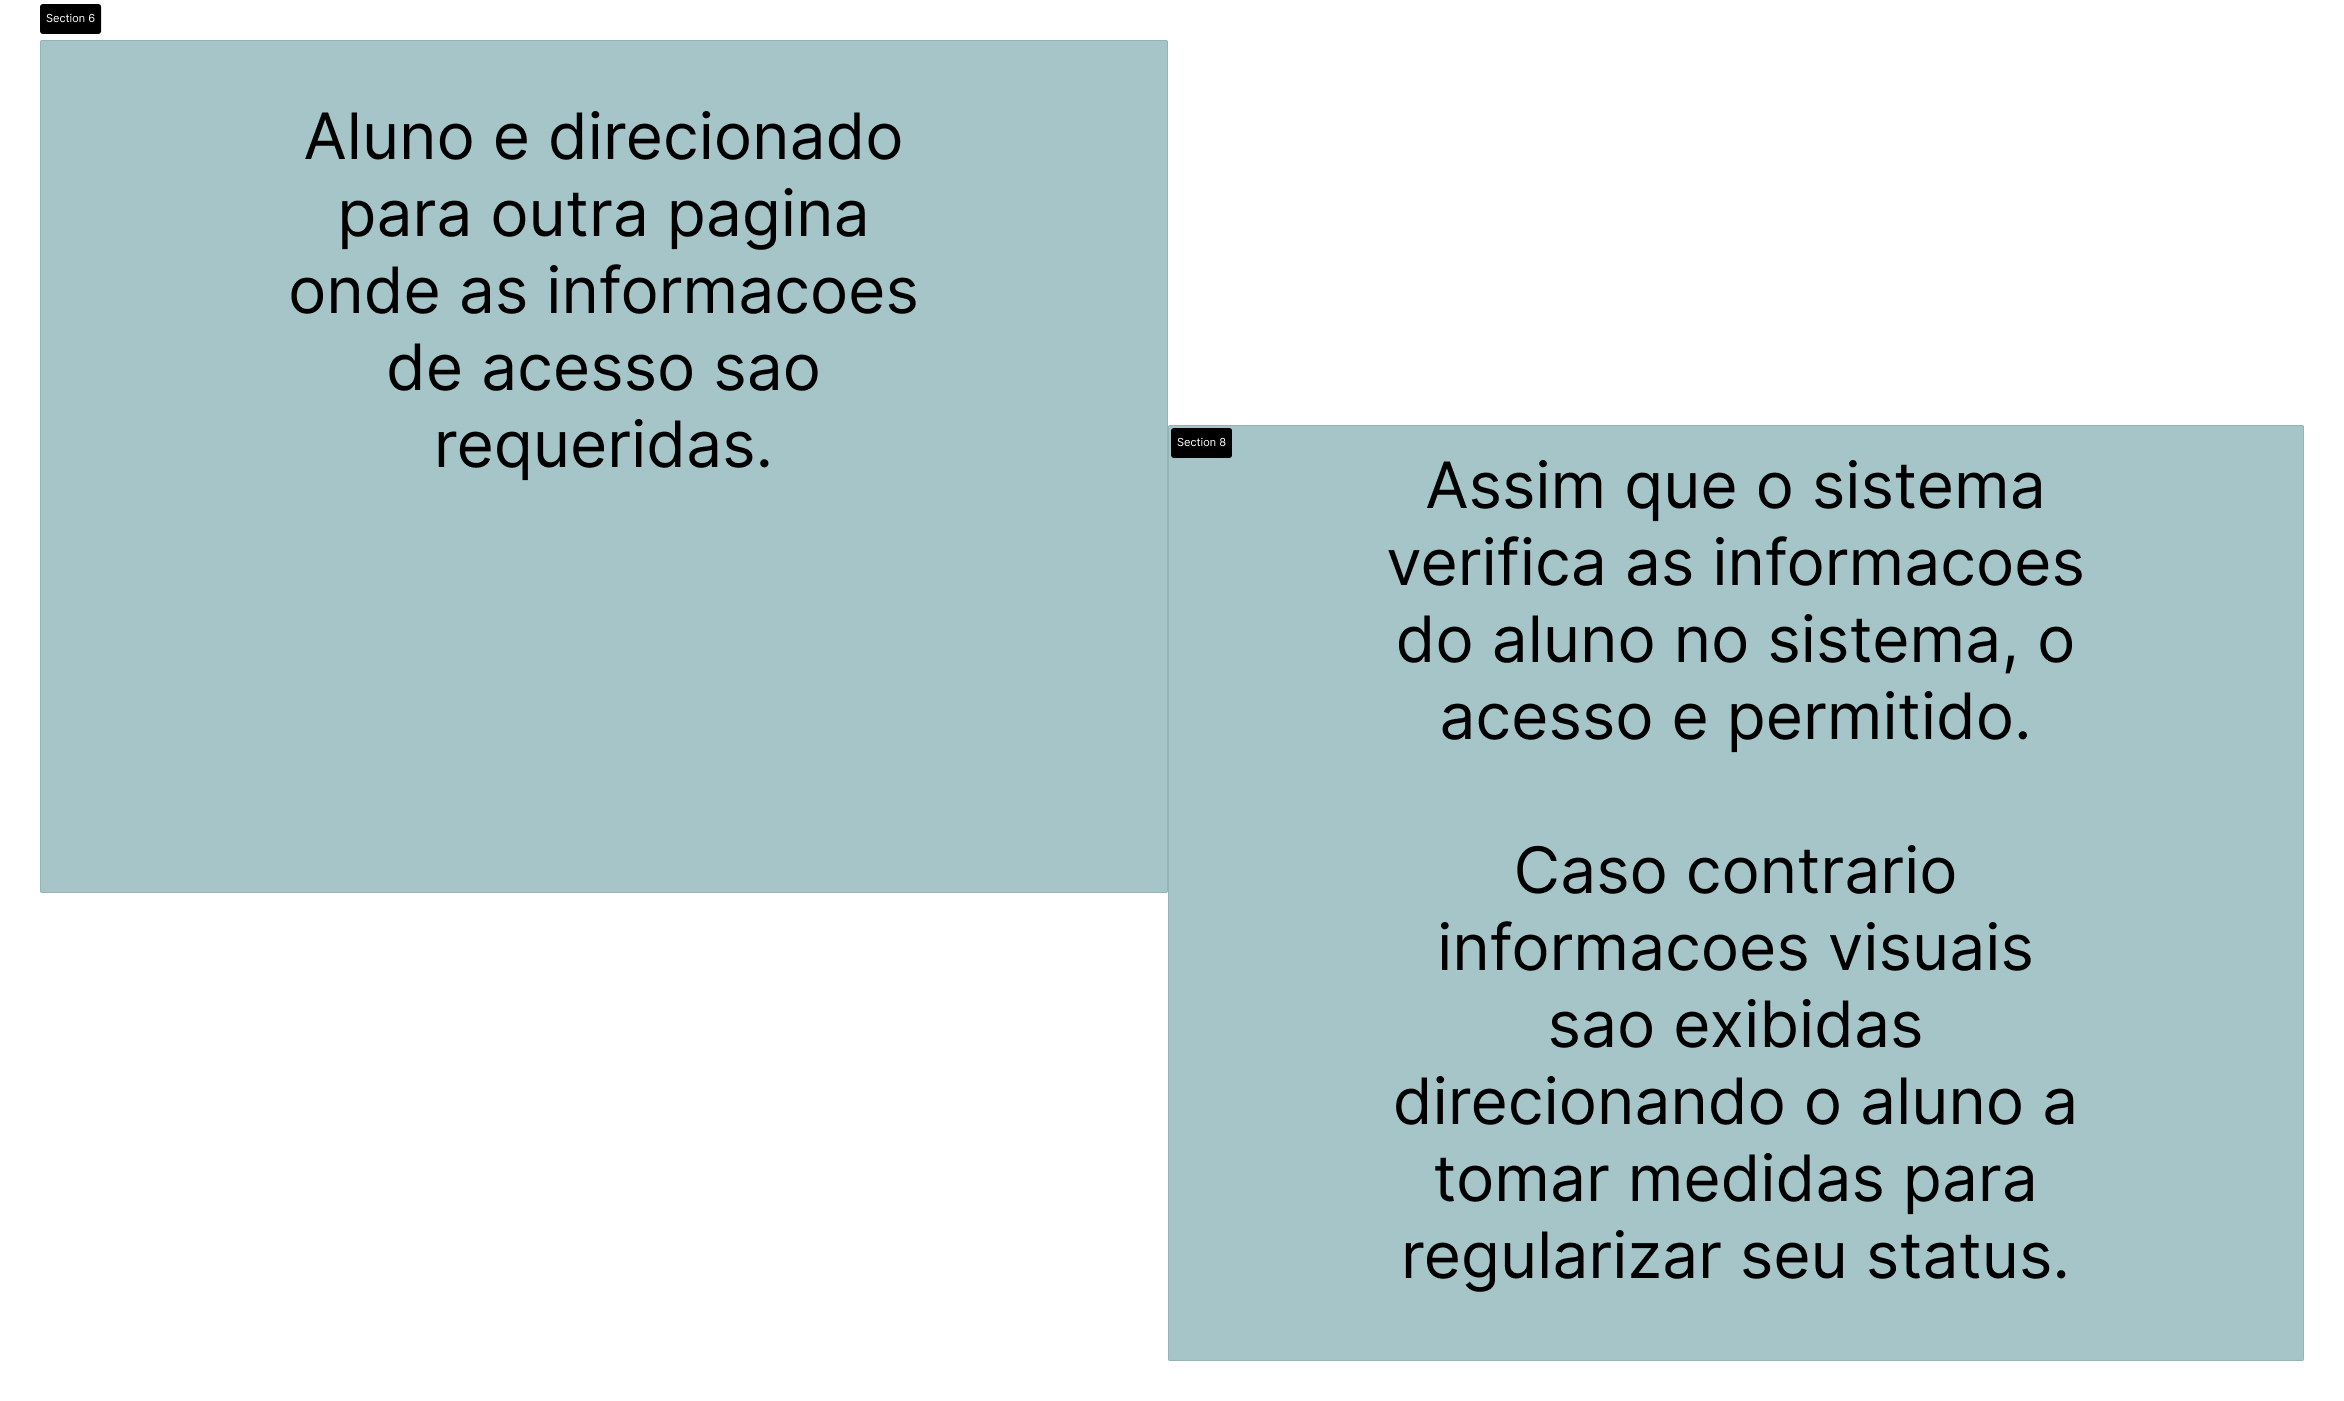 Section 6
Aluno e direcionado
para outra pagina
onde as informacoes
de acesso sao
requeridas.
Section 8
Assim que o sistema
verifica as informacoes
do aluno no sistema, o
acesso e permitido.
Caso contrario
informacoes visuais
sao exibidas
direcionando o aluno a
tomar medidas para
regularizar seu status.